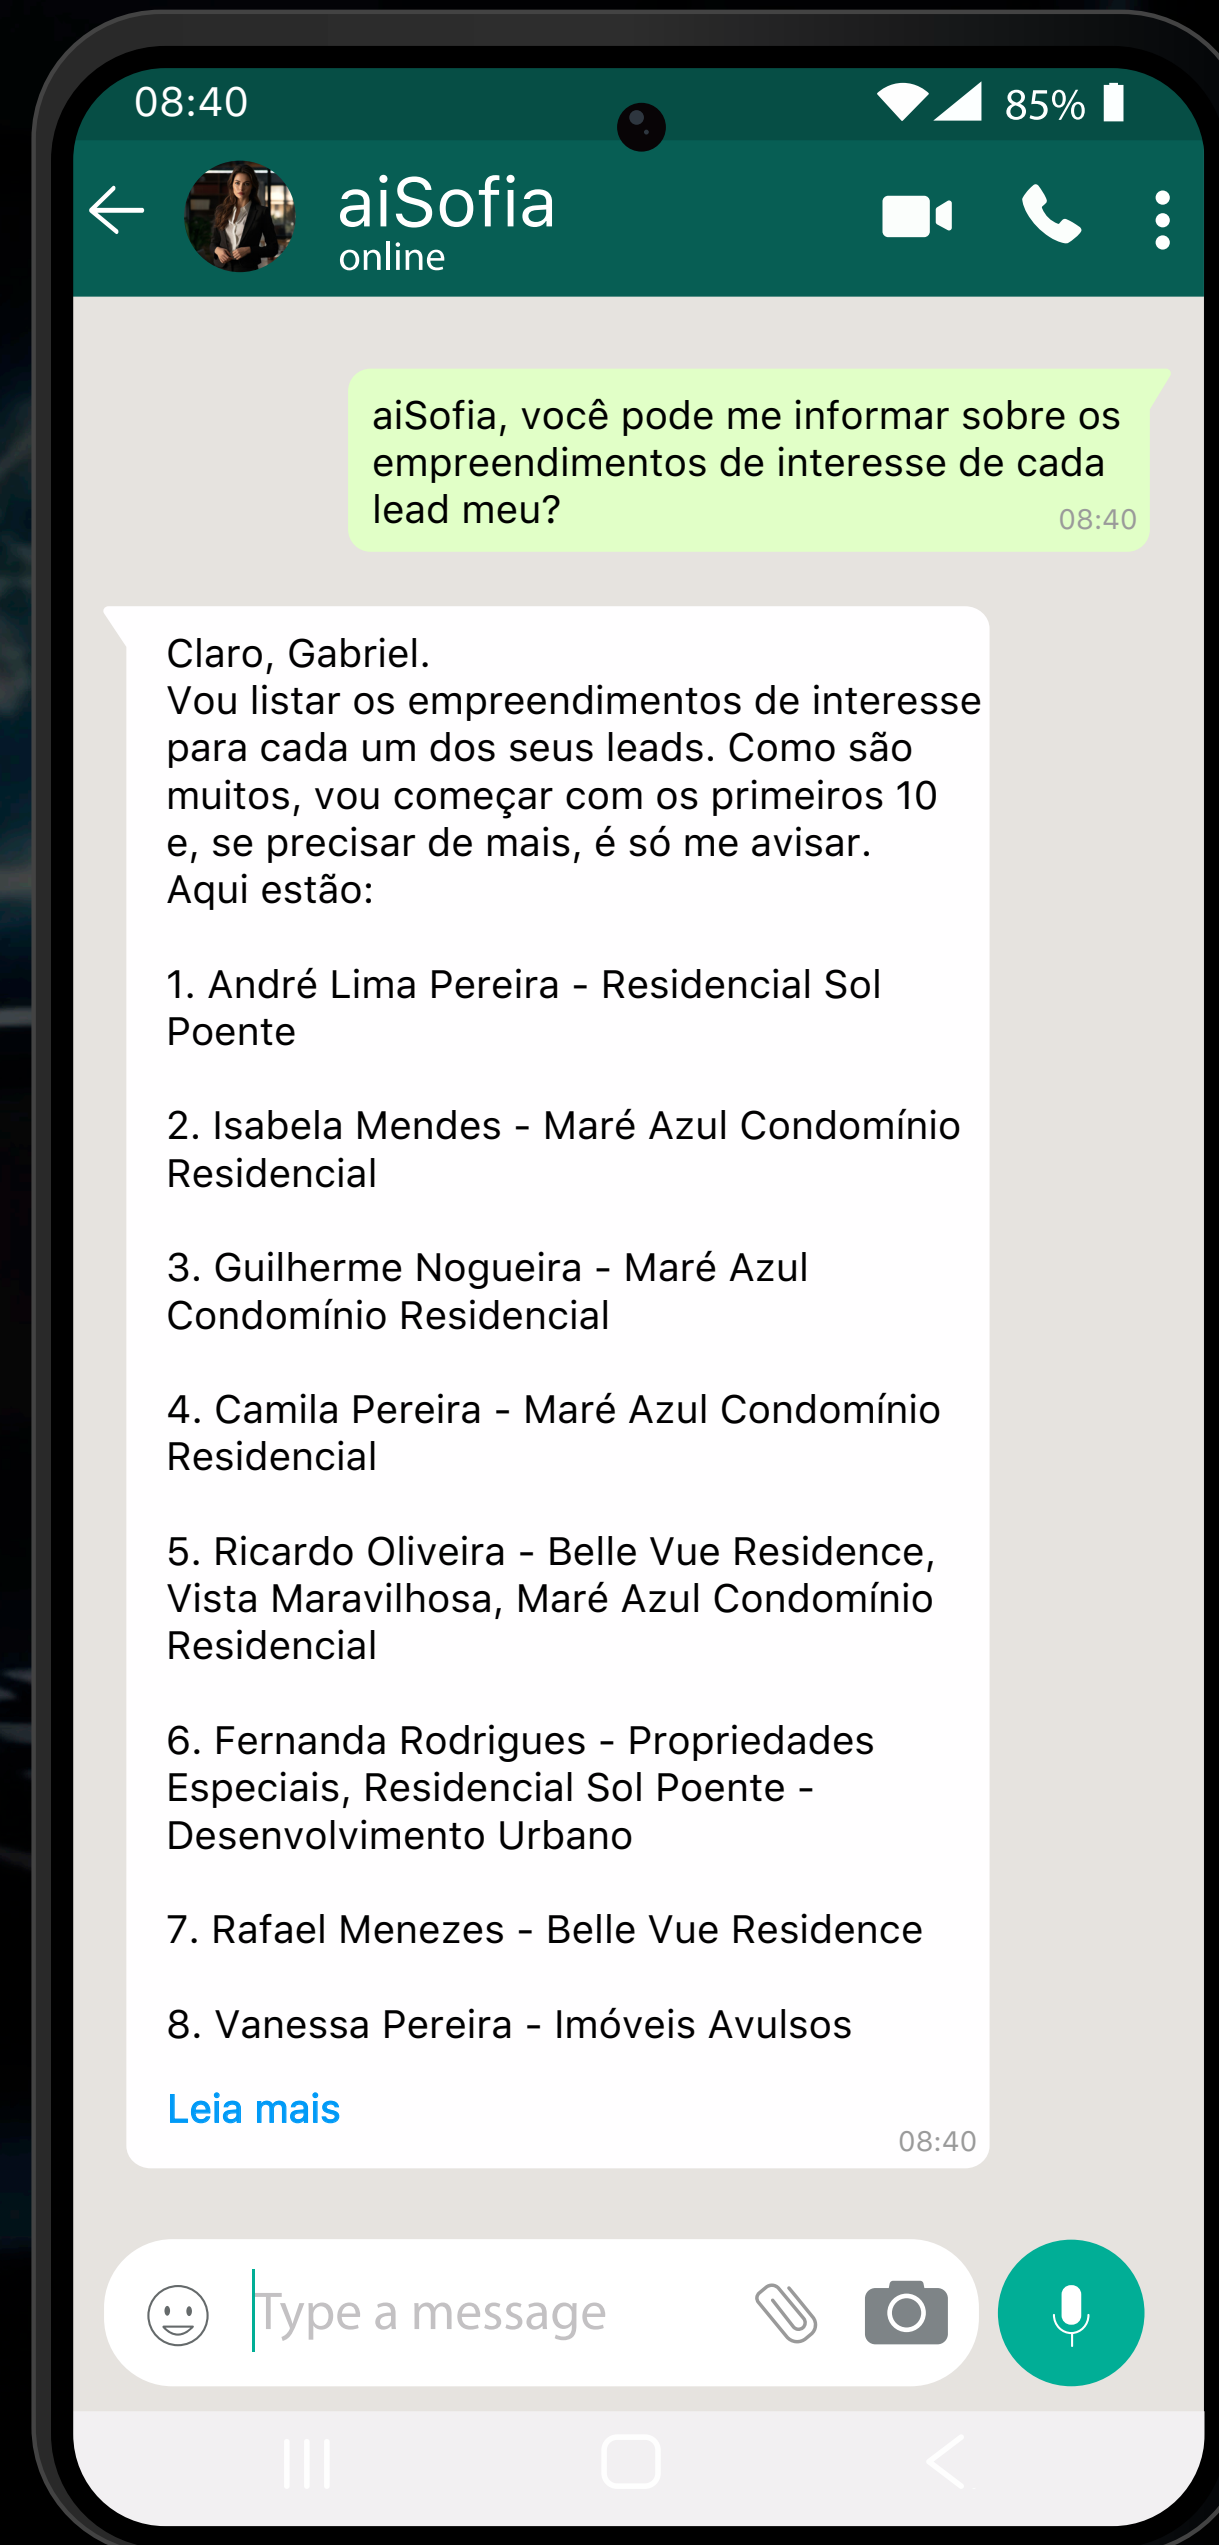 08:40
85%
aiSofia
online
aiSofia, você pode me informar sobre os
empreendimentos de interesse de cada
lead meu?
08:40
Claro, Gabriel.
Vou listar os empreendimentos de interesse
para cada um dos seus leads. Como são
muitos, vou começar com os primeiros 10
e, se precisar de mais, é só me avisar.
Aqui estão:
1. André Lima Pereira - Residencial Sol
Poente
2. Isabela Mendes - Maré Azul Condomínio
Residencial
3. Guilherme Nogueira - Maré Azul
Condomínio Residencial
4. Camila Pereira - Maré Azul Condomínio
Residencial
5. Ricardo Oliveira - Belle Vue Residence,
Vista Maravilhosa, Maré Azul Condomínio
Residencial
6. Fernanda Rodrigues - Propriedades
Especiais, Residencial Sol Poente -
Desenvolvimento Urbano
7. Rafael Menezes - Belle Vue Residence
8. Vanessa Pereira - Imóveis Avulsos
Leia mais
08:40
Type a message